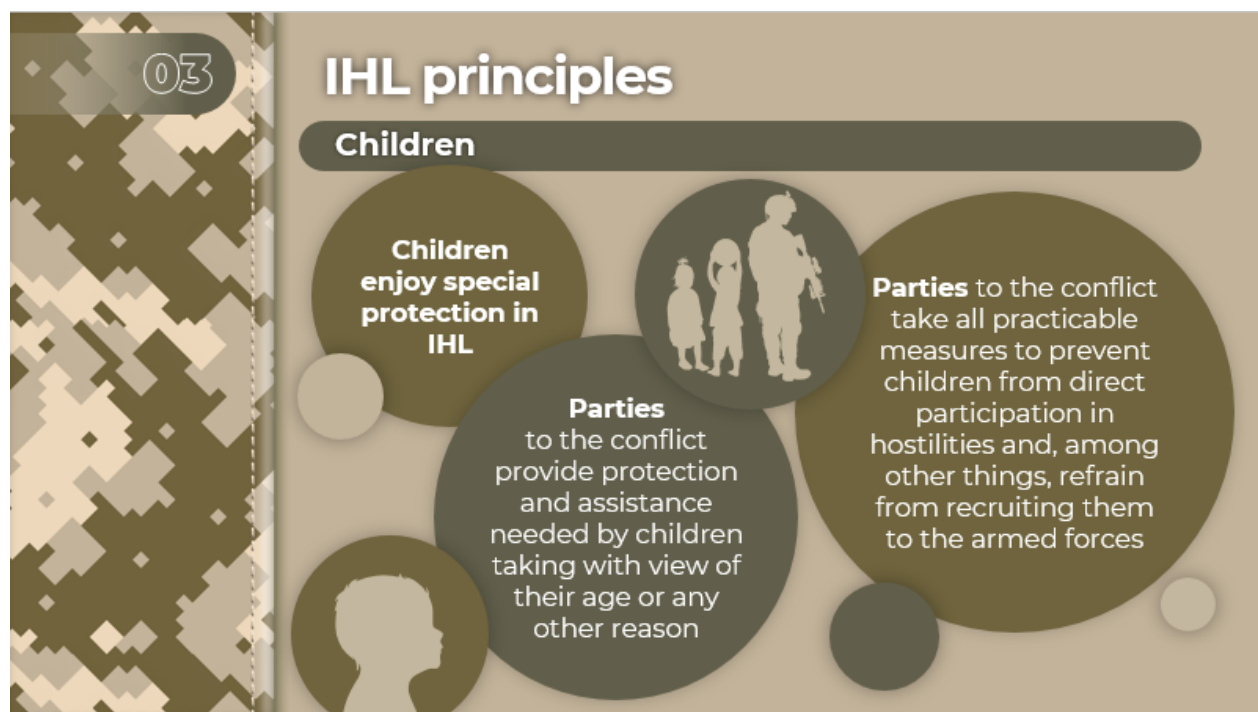 03
IHL principles
Children
Children
enjoy special
protection in
IHL
Parties
to the conflict
provide protection
and assistance
needed by children
taking with view of
their age or any
other reason
Parties to the conflict
take all practicable
measures to prevent
children from direct
participation in
hostilities and, among
other things, refrain
from recruiting them
to the armed forces